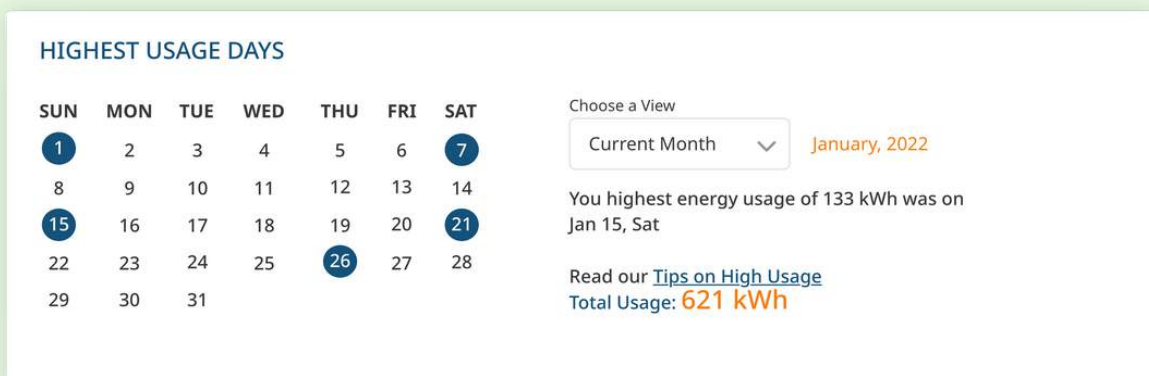 HIGHEST USAGE DAYS
SUN MON TUE WED THU FRI SAT
1 2 3 4 5 6 7
8 9 10 11 12 13 14
15 16 17 18 19 20 21
22 23 24 25 26 27 28
29 30 31
Choose a View
Current Month January, 2022
You highest energy usage of 133 kWh was on
Jan 15, Sat
Read our Tips on High Usage
Total Usage: 621 kWh